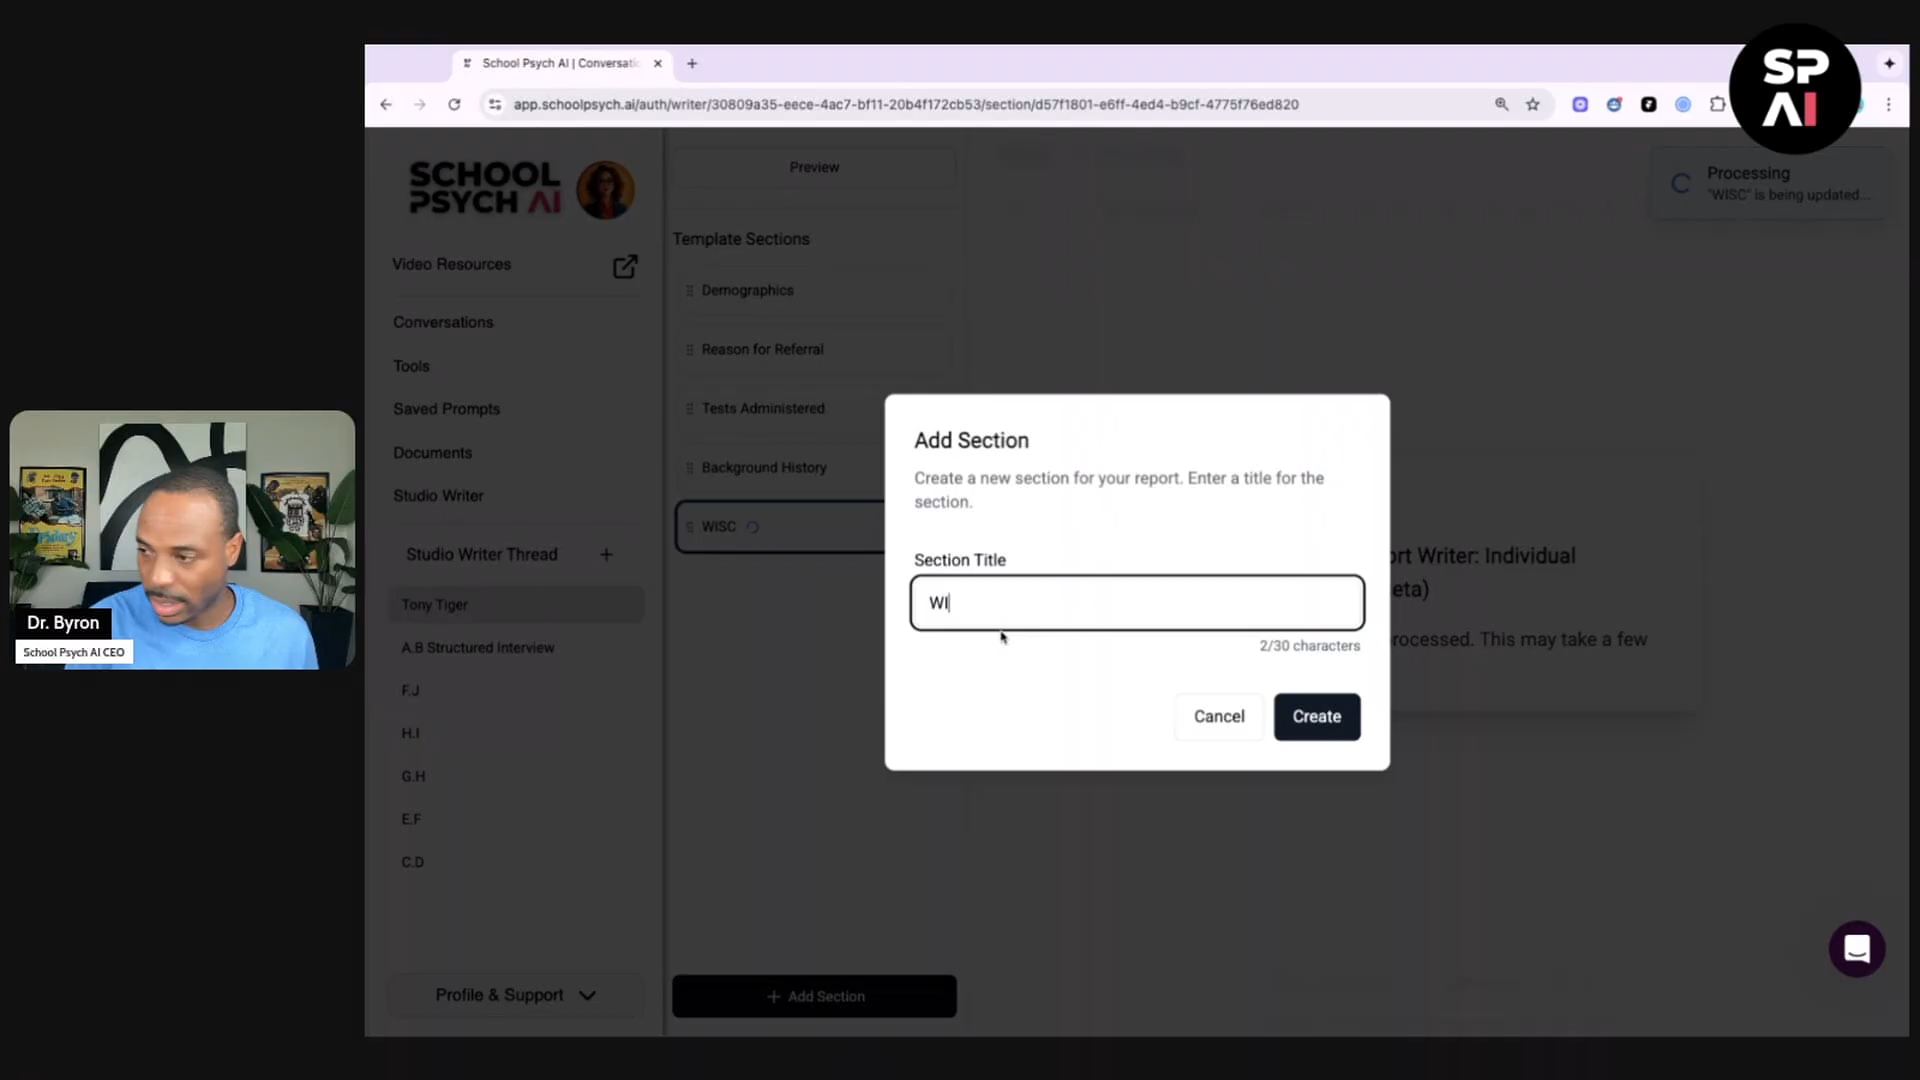 School Psych AI | Conversati
app.schoolpsych.ai/auth/writer/30809a35-eece-4ac7-bf11-20b4f172cb53/section/d57f1801-e6ff-4ed4-b9cf-4775f76ed820
SP
AI
SCHOOL
PSYCH AI
Video Resources
Conversations
Tools
Saved Prompts
Documents
Studio Writer
Studio Writer Thread
Tony Tiger
A.B Structured Interview
F.J
H.I
G.H
E.F
C.D
Profile & Support
Preview
Template Sections
Demographics
Reason for Referral
Tests Administered
Background History
WISC
+ Add Section
Processing
"WISC" is being updated...
Add Section
Create a new section for your report. Enter a title for the
section.
Section Title
WI
2/30 characters
Cancel
Create
ort Writer: Individual
eta)
rocessed. This may take a few
Dr. Byron
School Psych AI CEO